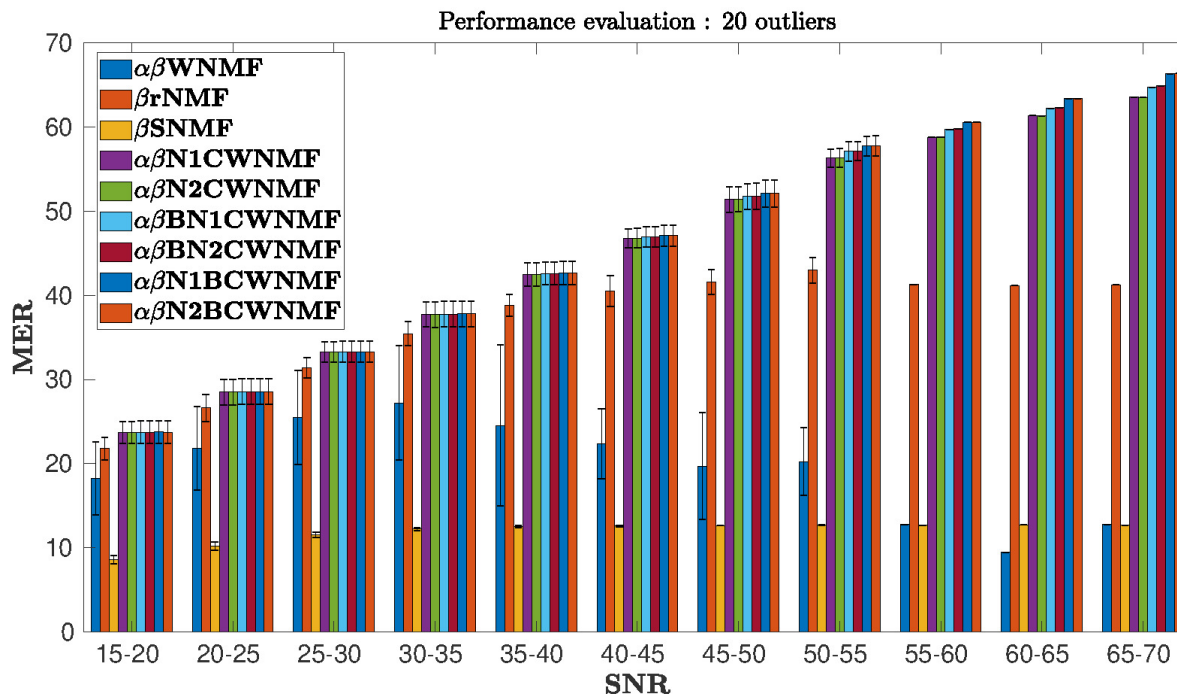 Performance evaluation : 20 outliers
70
60
50
40
30
20
10
0
MER
αβWNMF
βrNMF
βSNMF
αβN1CWNMF
αβN2CWNMF
αβBN1CWNMF
αβBN2CWNMF
αβN1BCWNMF
αβN2BCWNMF
15-20 20-25 25-30 30-35 35-40 40-45 45-50 50-55 55-60 60-65 65-70
SNR